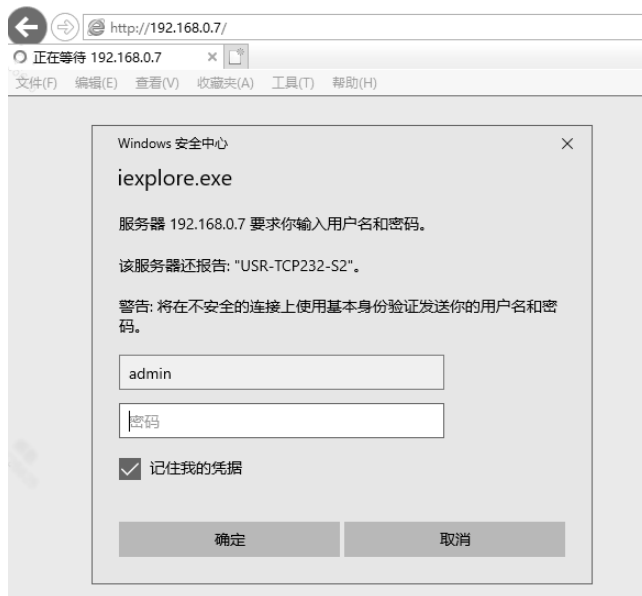 http://192.168.0.7/
正在等待 192.168.0.7
文件(F) 编辑(E) 查看(V) 收藏夹(A) 工具(T) 帮助(H)
Windows 安全中心
iexplore.exe
服务器 192.168.0.7 要求你输入用户名和密码。
该服务器还报告: "USR-TCP232-S2"。
警告: 将在不安全的连接上使用基本身份验证发送你的用户名和密
码。
admin
密码
记住我的凭据
确定 取消